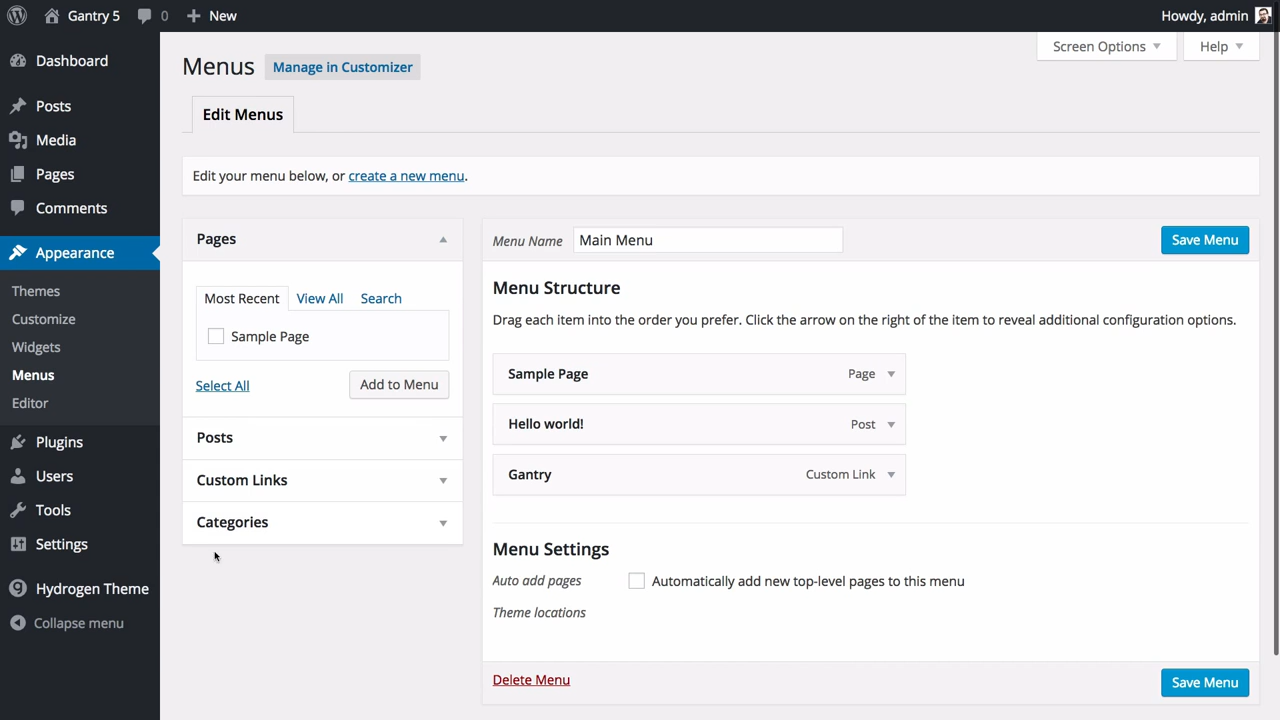 Gantry 5
0
New
Howdy, admin
Dashboard
Posts
Media
Pages
Comments
Appearance
Themes
Customize
Widgets
Menus
Editor
Plugins
Users
Tools
Settings
Hydrogen Theme
Collapse menu
Screen Options
Help
Menus
Manage in Customizer
Edit Menus
Edit your menu below, or create a new menu.
Pages
Most Recent
View All
Search
Sample Page
Select All
Add to Menu
Posts
Custom Links
Categories
Menu Name
Main Menu
Save Menu
Menu Structure
Drag each item into the order you prefer. Click the arrow on the right of the item to reveal additional configuration options.
Sample Page Page
Hello world! Post
Gantry Custom Link
Menu Settings
Auto add pages
Automatically add new top-level pages to this menu
Theme locations
Delete Menu
Save Menu